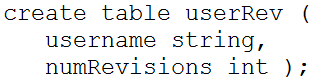 create table userRev (
username string,
numRevisions int );